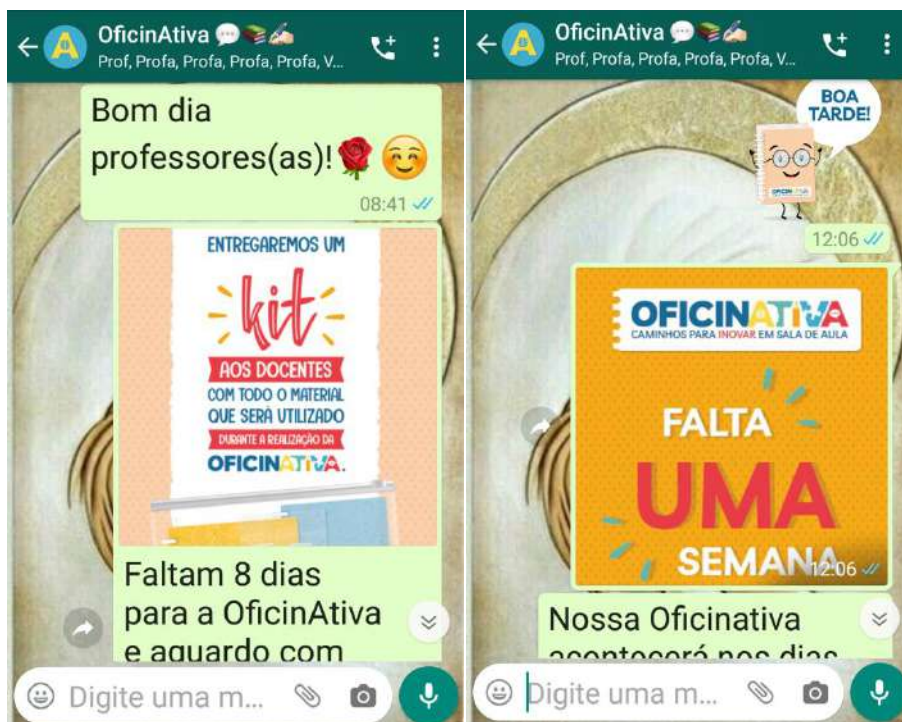 OficinAtiva 💬📚✍🏻
Prof, Profa, Profa, Profa, Profa, V...
Bom dia
professores(as)!🌹☺️
08:41
ENTREGAREMOS UM
kit
AOS DOCENTES
COM TODO O MATERIAL
QUE SERÁ UTILIZADO
DURANTE A REALIZAÇÃO DA
OFICINATIVA.
Faltam 8 dias
para a OficinAtiva
e aguardo com
Digite uma m...
OficinAtiva 💬📚✍🏻
Prof, Profa, Profa, Profa, Profa, V...
BOA
TARDE!
OFICINATIVA
12:06
OFICINATIVA
CAMINHOS PARA INOVAR EM SALA DE AULA
FALTA
UMA
SEMANA
12:06
Nossa Oficinativa
acontecerá nos dias
Digite uma m...